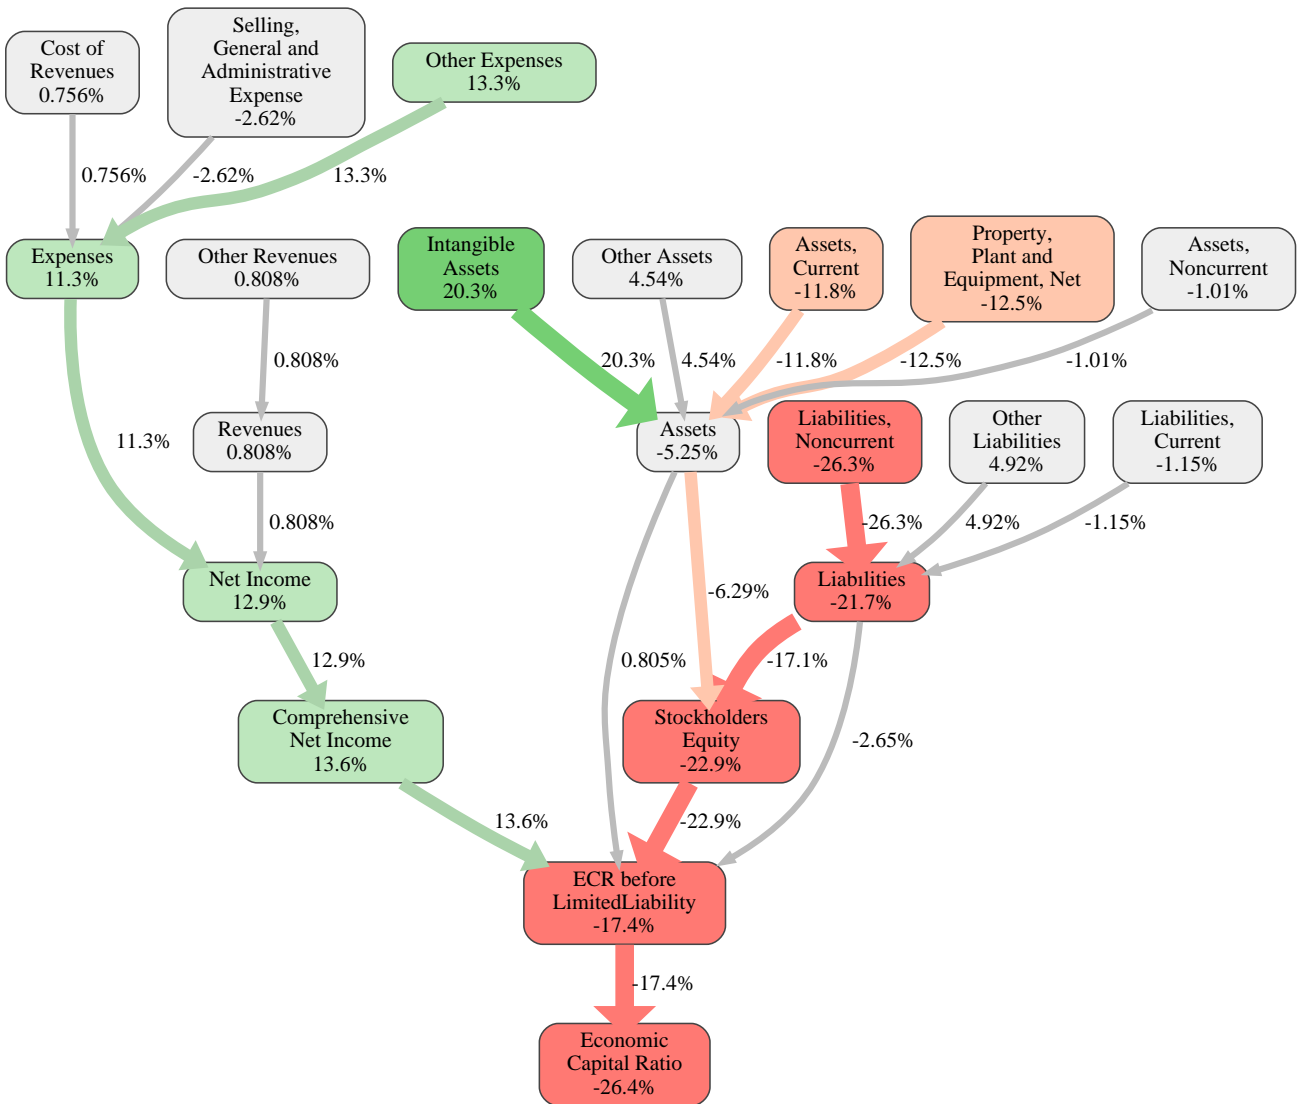 Cost of
Revenues
0.756%
Selling,
General and
Administrative
Expense
-2.62%
Other Expenses
13.3%
0.756%
-2.62%
13.3%
Expenses
11.3%
Other Revenues
0.808%
Intangible
Assets
20.3%
Other Assets
4.54%
Assets,
Current
-11.8%
Property,
Plant and
Equipment, Net
-12.5%
Assets,
Noncurrent
-1.01%
0.808%
20.3%
4.54%
-11.8%
-12.5%
-1.01%
11.3%
Revenues
0.808%
Assets
-5.25%
Liabilities,
Noncurrent
-26.3%
Other
Liabilities
4.92%
Liabilities,
Current
-1.15%
0.808%
-26.3%
4.92%
-1.15%
Net Income
12.9%
-6.29%
Liabilities
-21.7%
12.9%
0.805%
-17.1%
Comprehensive
Net Income
13.6%
Stockholders
Equity
-22.9%
-2.65%
13.6%
-22.9%
ECR before
LimitedLiability
-17.4%
-17.4%
Economic
Capital Ratio
-26.4%